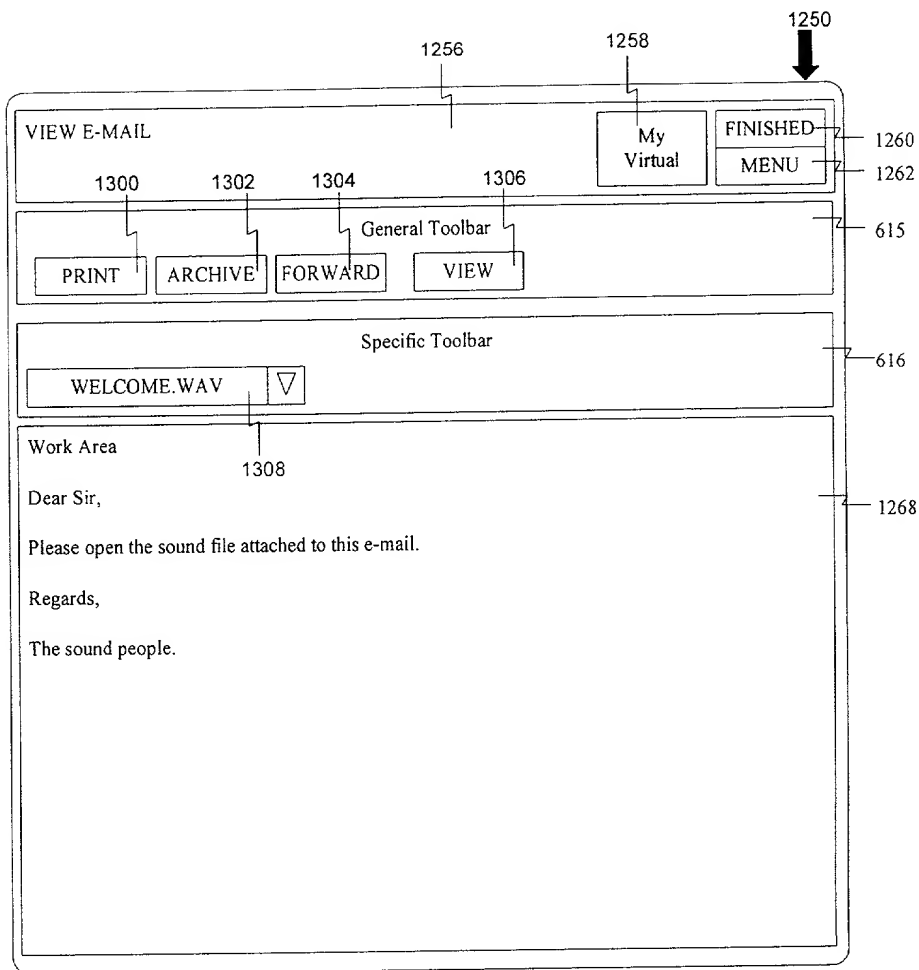 1250
1256 1258
VIEW E-MAIL
My
Virtual
FINISHED
1260
MENU
1262
1300 1302 1304 1306
General Toolbar
615
PRINT ARCHIVE FORWARD VIEW
Specific Toolbar
616
WELCOME.WAV
1308
Work Area
Dear Sir,
1268
Please open the sound file attached to this e-mail.
Regards,
The sound people.